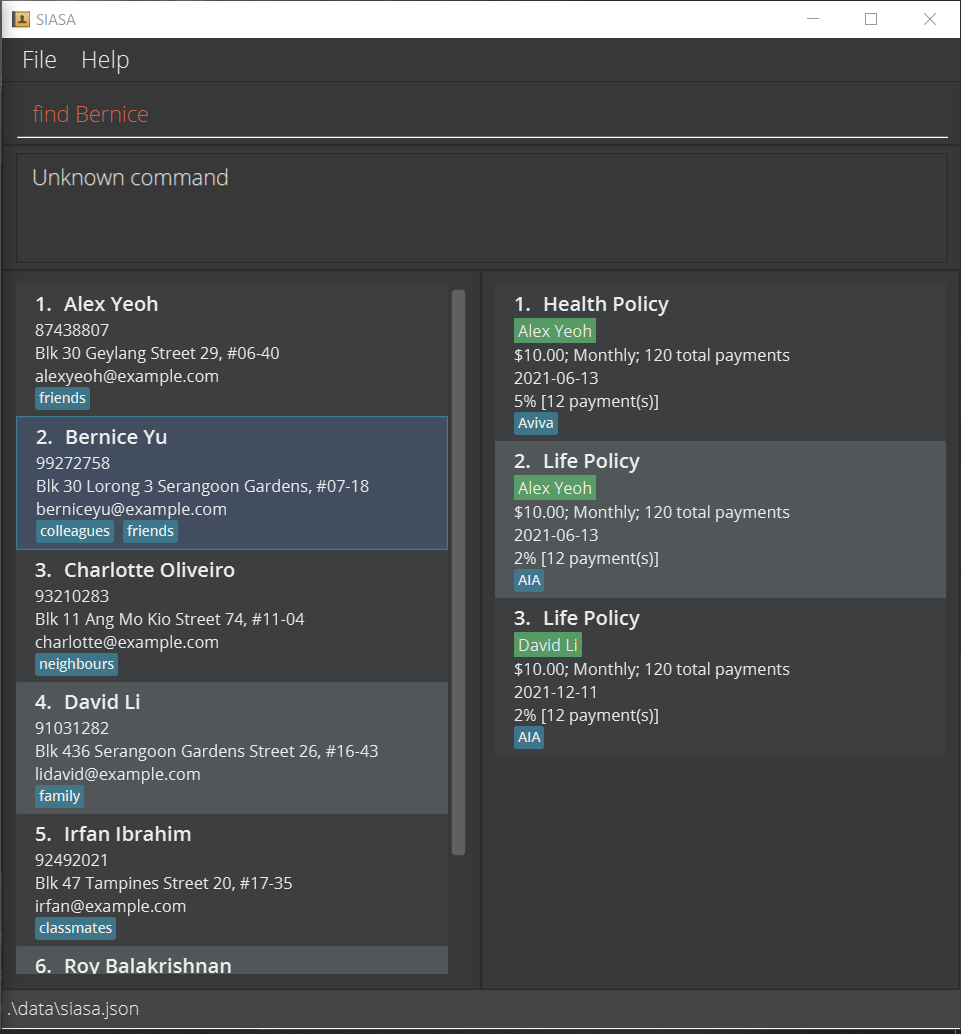 SIASA
File Help
find Bernice
Unknown command
1. Alex Yeoh
87438807
Blk 30 Geylang Street 29, #06-40
alexyeoh@example.com
friends
2. Bernice Yu
99272758
Blk 30 Lorong 3 Serangoon Gardens, #07-18
berniceyu@example.com
colleagues friends
3. Charlotte Oliveiro
93210283
Blk 11 Ang Mo Kio Street 74, #11-04
charlotte@example.com
neighbours
4. David Li
91031282
Blk 436 Serangoon Gardens Street 26, #16-43
lidavid@example.com
family
5. Irfan Ibrahim
92492021
Blk 47 Tampines Street 20, #17-35
irfan@example.com
classmates
6. Roy Balakrishnan
1. Health Policy
Alex Yeoh
$10.00; Monthly; 120 total payments
2021-06-13
5% [12 payment(s)]
Aviva
2. Life Policy
Alex Yeoh
$10.00; Monthly; 120 total payments
2021-06-13
2% [12 payment(s)]
AIA
3. Life Policy
David Li
$10.00; Monthly; 120 total payments
2021-12-11
2% [12 payment(s)]
AIA
.\data\siasa.json